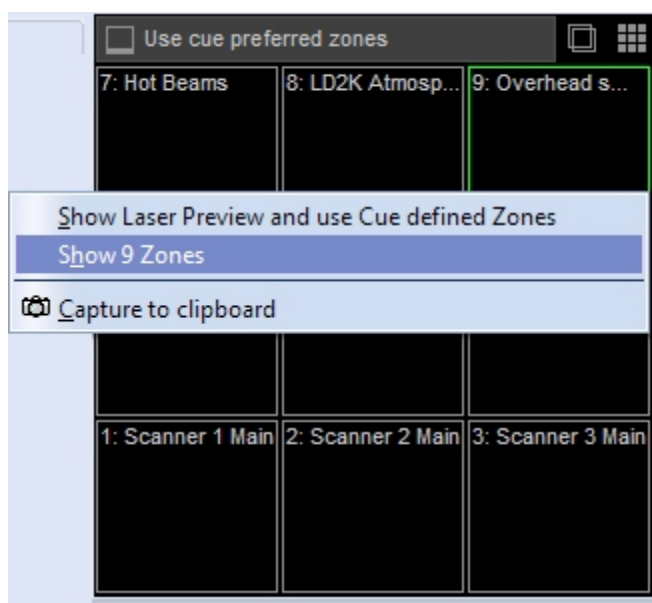 Use cue preferred zones
7: Hot Beams
8: LD2K Atmosp...
9: Overhead s...
Show Laser Preview and use Cue defined Zones
Show 9 Zones
Capture to clipboard
1: Scanner 1 Main
2: Scanner 2 Main
3: Scanner 3 Main